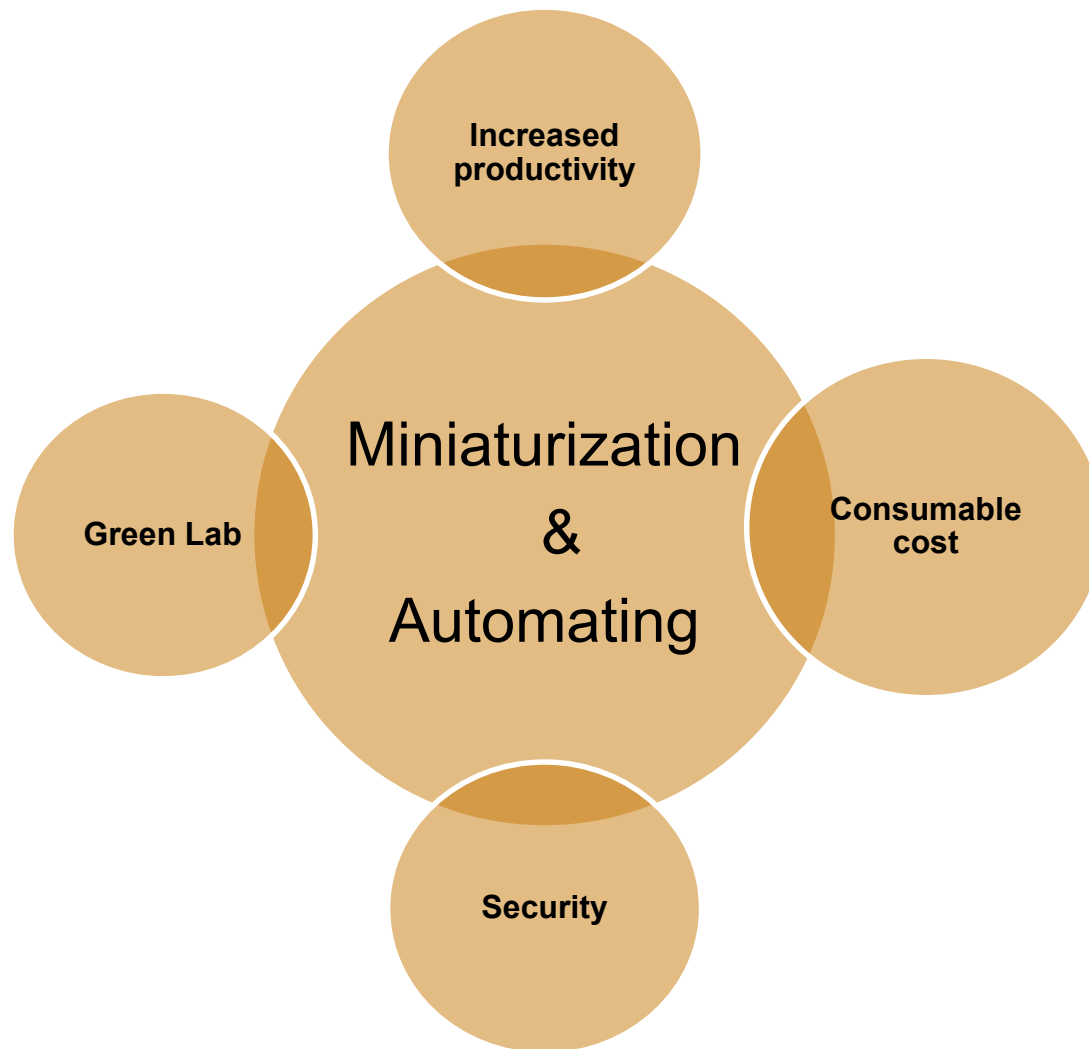 Increased
productivity
Miniaturization
&
Automating
Green Lab
Consumable
cost
Security